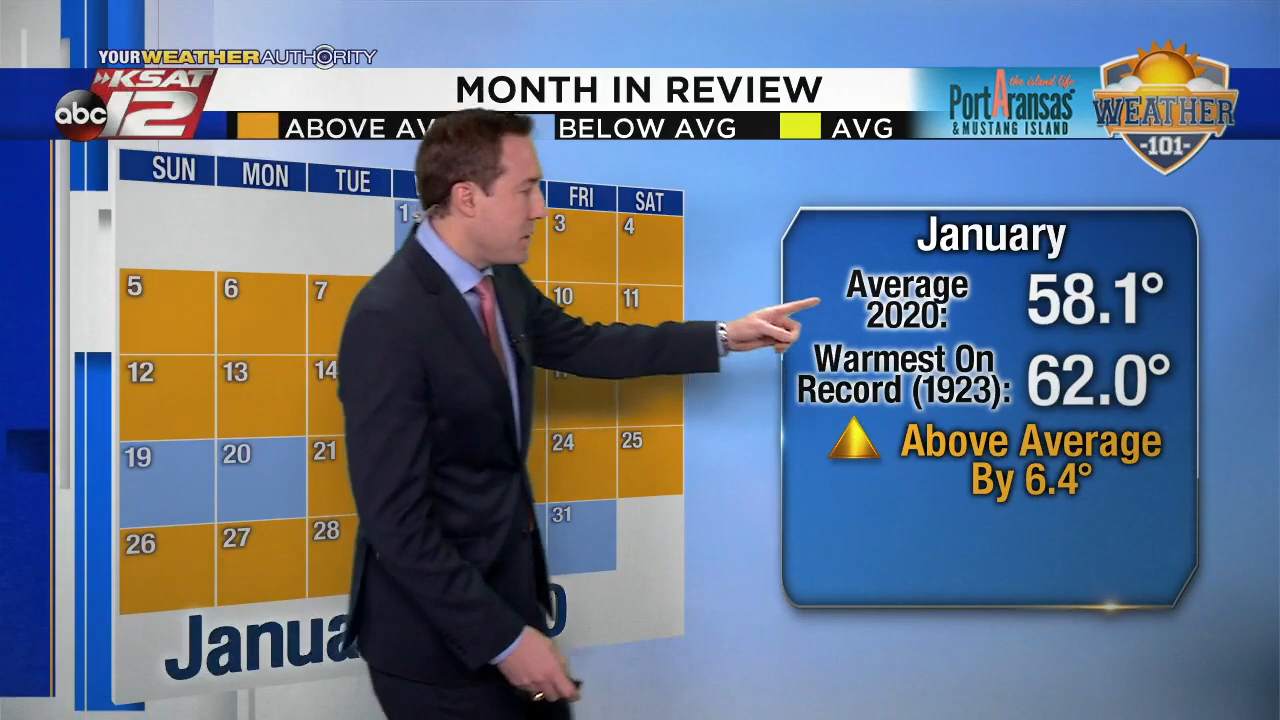 YOUR WEATHER AUTHORITY
KSAT
abc 12
MONTH IN REVIEW
ABOVE AV
BELOW AVG
AVG
the island life
Port Aransas
& MUSTANG ISLAND
WEATHER
-101-
SUN MON TUE FRI SAT
1 3 4
5 6 7 10 11
12 13 14
19 20 21 24 25
26 27 28 31
Janua 0
January
Average
2020:
58.1°
Warmest On
Record (1923):
62.0°
Above Average
By 6.4°